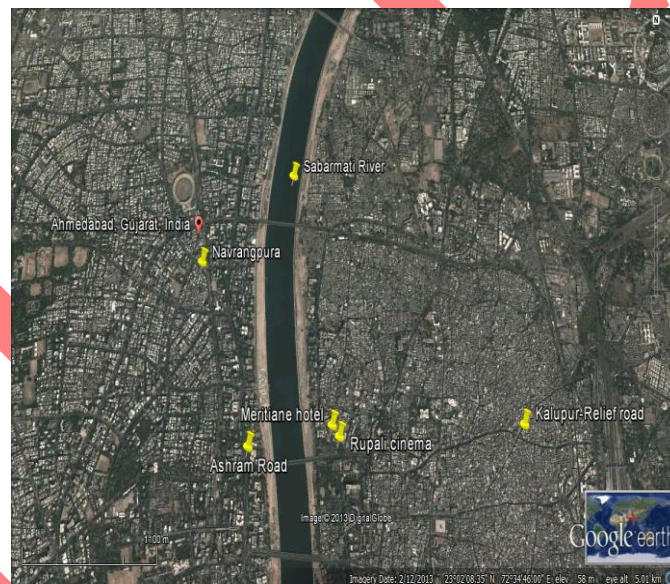 Sabarmati River
Ahmedabad, Gujarat, India
Navrangpura
Meritiane hotel
Kalupur-Relief road
Rupali cinema
Ashram Road
Image © 2013 DigitalGlobe
Google earth
Imagery Date: 2/12/2013 23°02'08.35" N 72°34'46.00" E elev 58 m eye alt 5.01 km